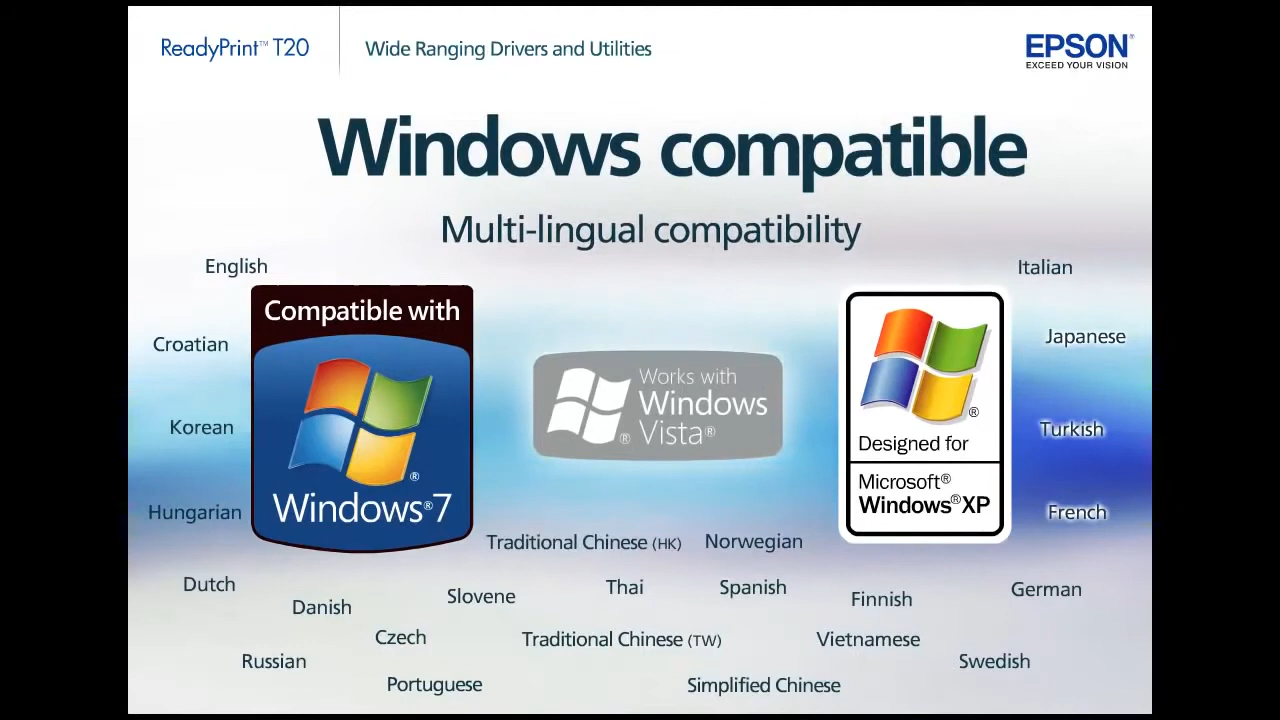 ReadyPrint™ T20
Wide Ranging Drivers and Utilities
EPSON®
EXCEED YOUR VISION
Windows compatible
Multi-lingual compatibility
English
Italian
Compatible with
Windows®7
Works with
Windows
Vista®
®
®
Designed for
Microsoft®
Windows®XP
Croatian
Japanese
Korean
Turkish
Hungarian
French
Traditional Chinese (HK)
Norwegian
Dutch
Danish
Slovene
Thai
Spanish
Finnish
German
Czech
Traditional Chinese (TW)
Vietnamese
Russian
Swedish
Portuguese
Simplified Chinese